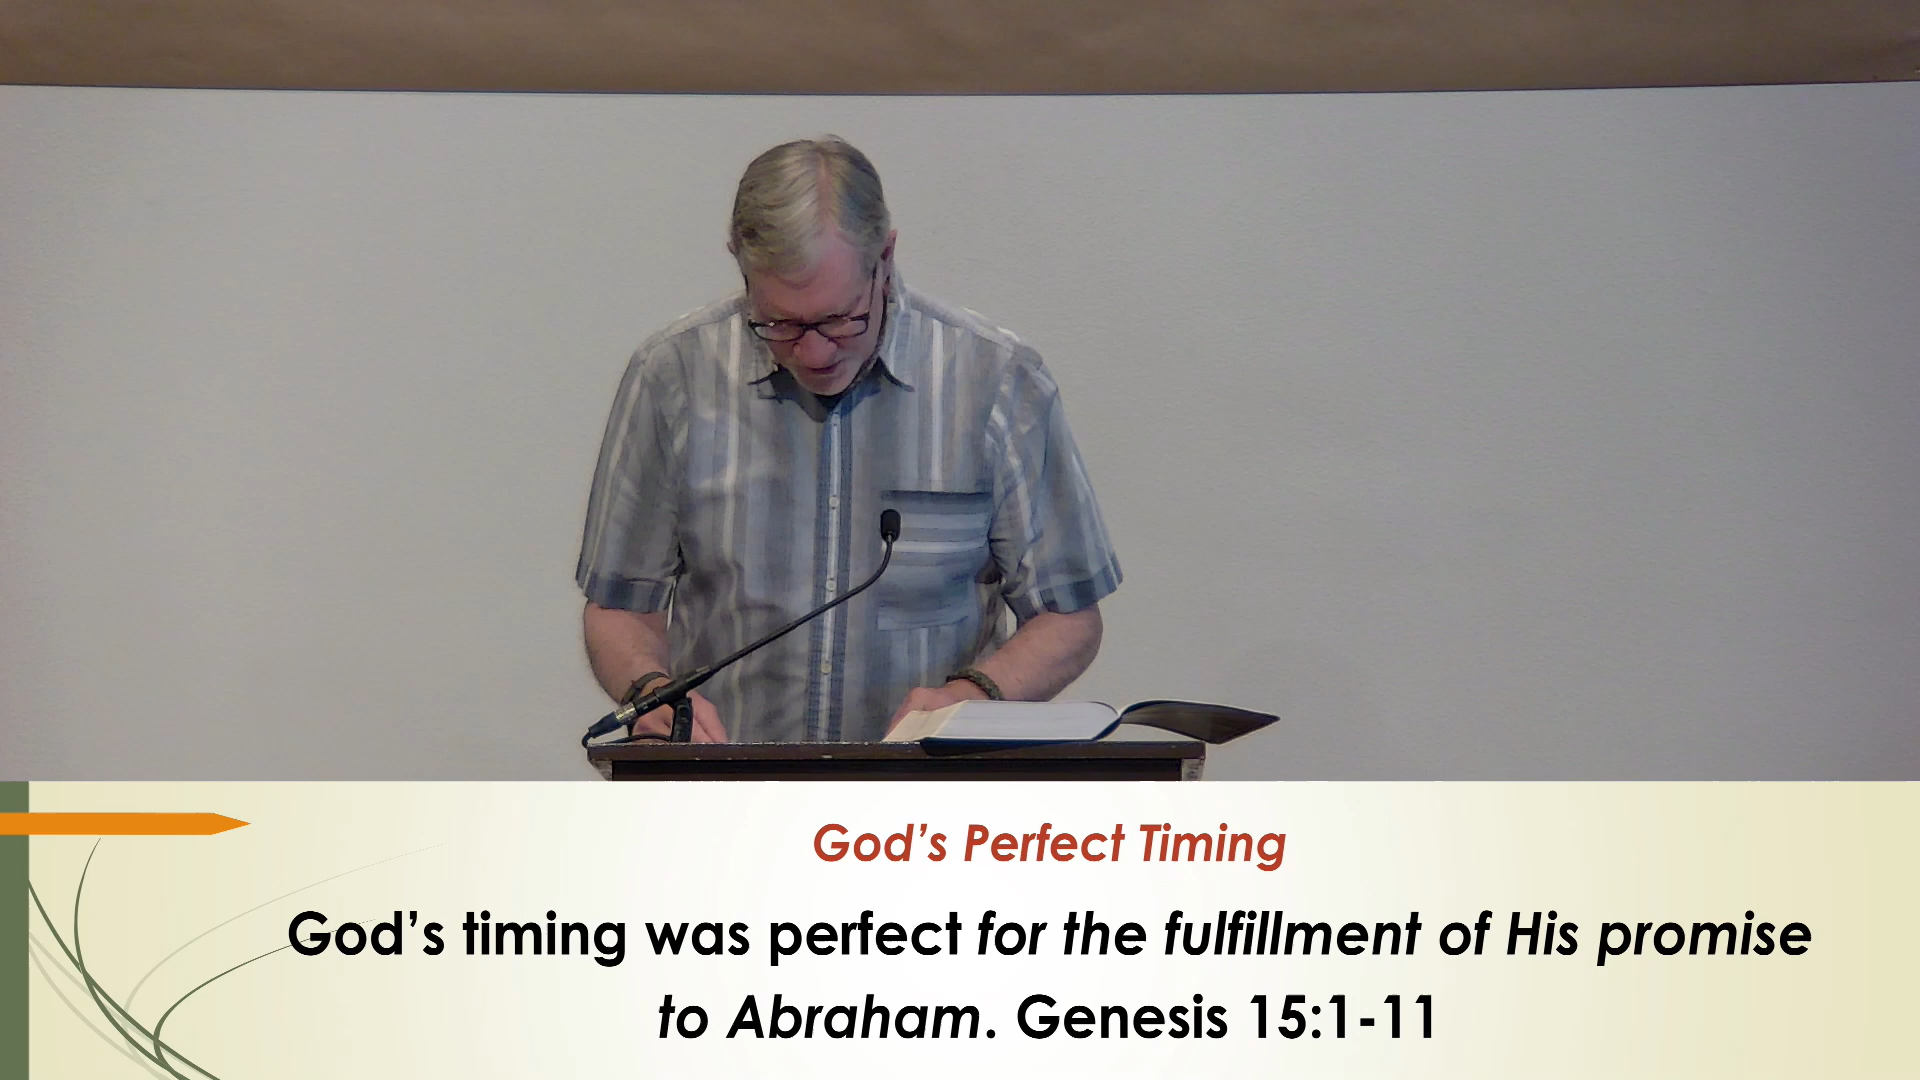 God’s Perfect Timing
God’s timing was perfect for the fulfillment of His promise
to Abraham. Genesis 15:1-11